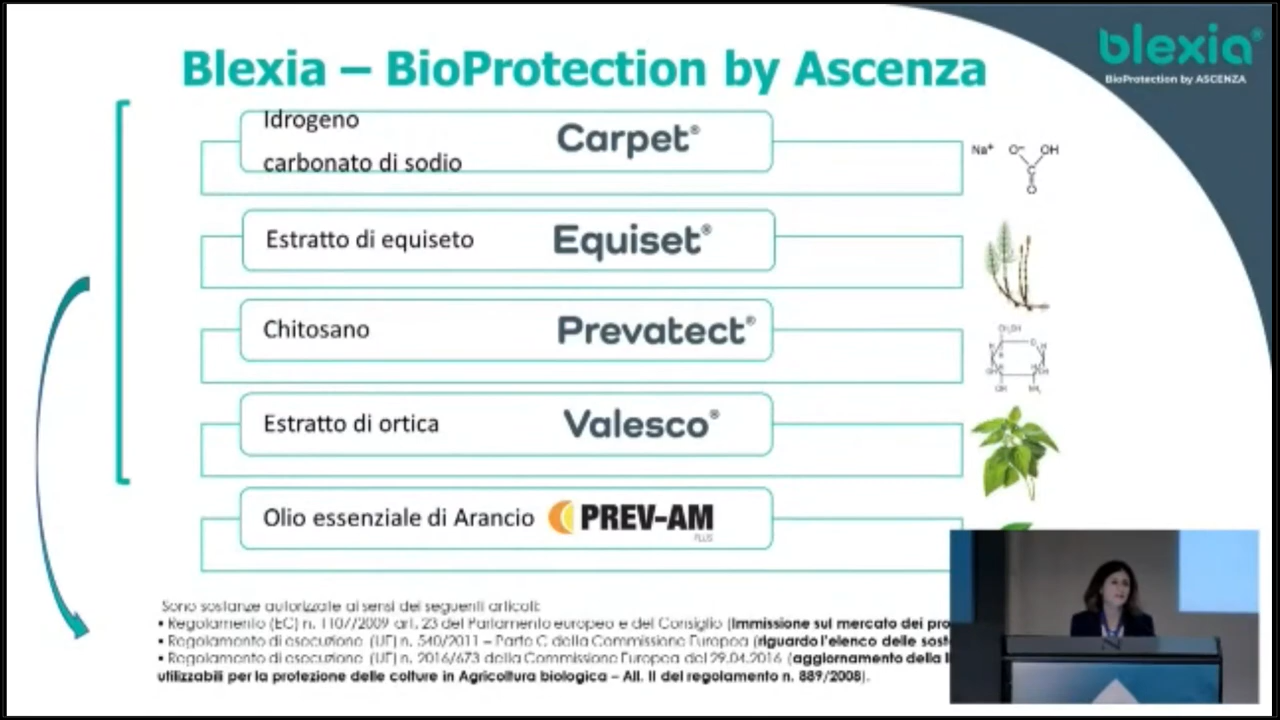 Blexia – BioProtection by Ascenza
blexia®
BioProtection by ASCENZA
Idrogeno
carbonato di sodio
Carpet®
Na⁺ O⁻ OH
C
O
Estratto di equiseto Equiset®
Chitosano Prevatect®
Estratto di ortica Valesco®
Olio essenziale di Arancio PREV-AM
PLUS
Sono sostanze autorizzate ai sensi dei seguenti articoli:
• Regolamento (EC) n. 1107/2009 art. 23 del Parlamento europeo e del Consiglio (Immissione sul mercato dei pro
• Regolamento di esecuzione (UE) n. 540/2011 – Parte C della Commissione Europea (riguardo l'elenco delle sost
• Regolamento di esecuzione (UE) n. 2016/673 della Commissione Europea del 29.04.2016 (aggiornamento della l
utilizzabili per la protezione delle colture in Agricoltura biologica – All. II del regolamento n. 889/2008).